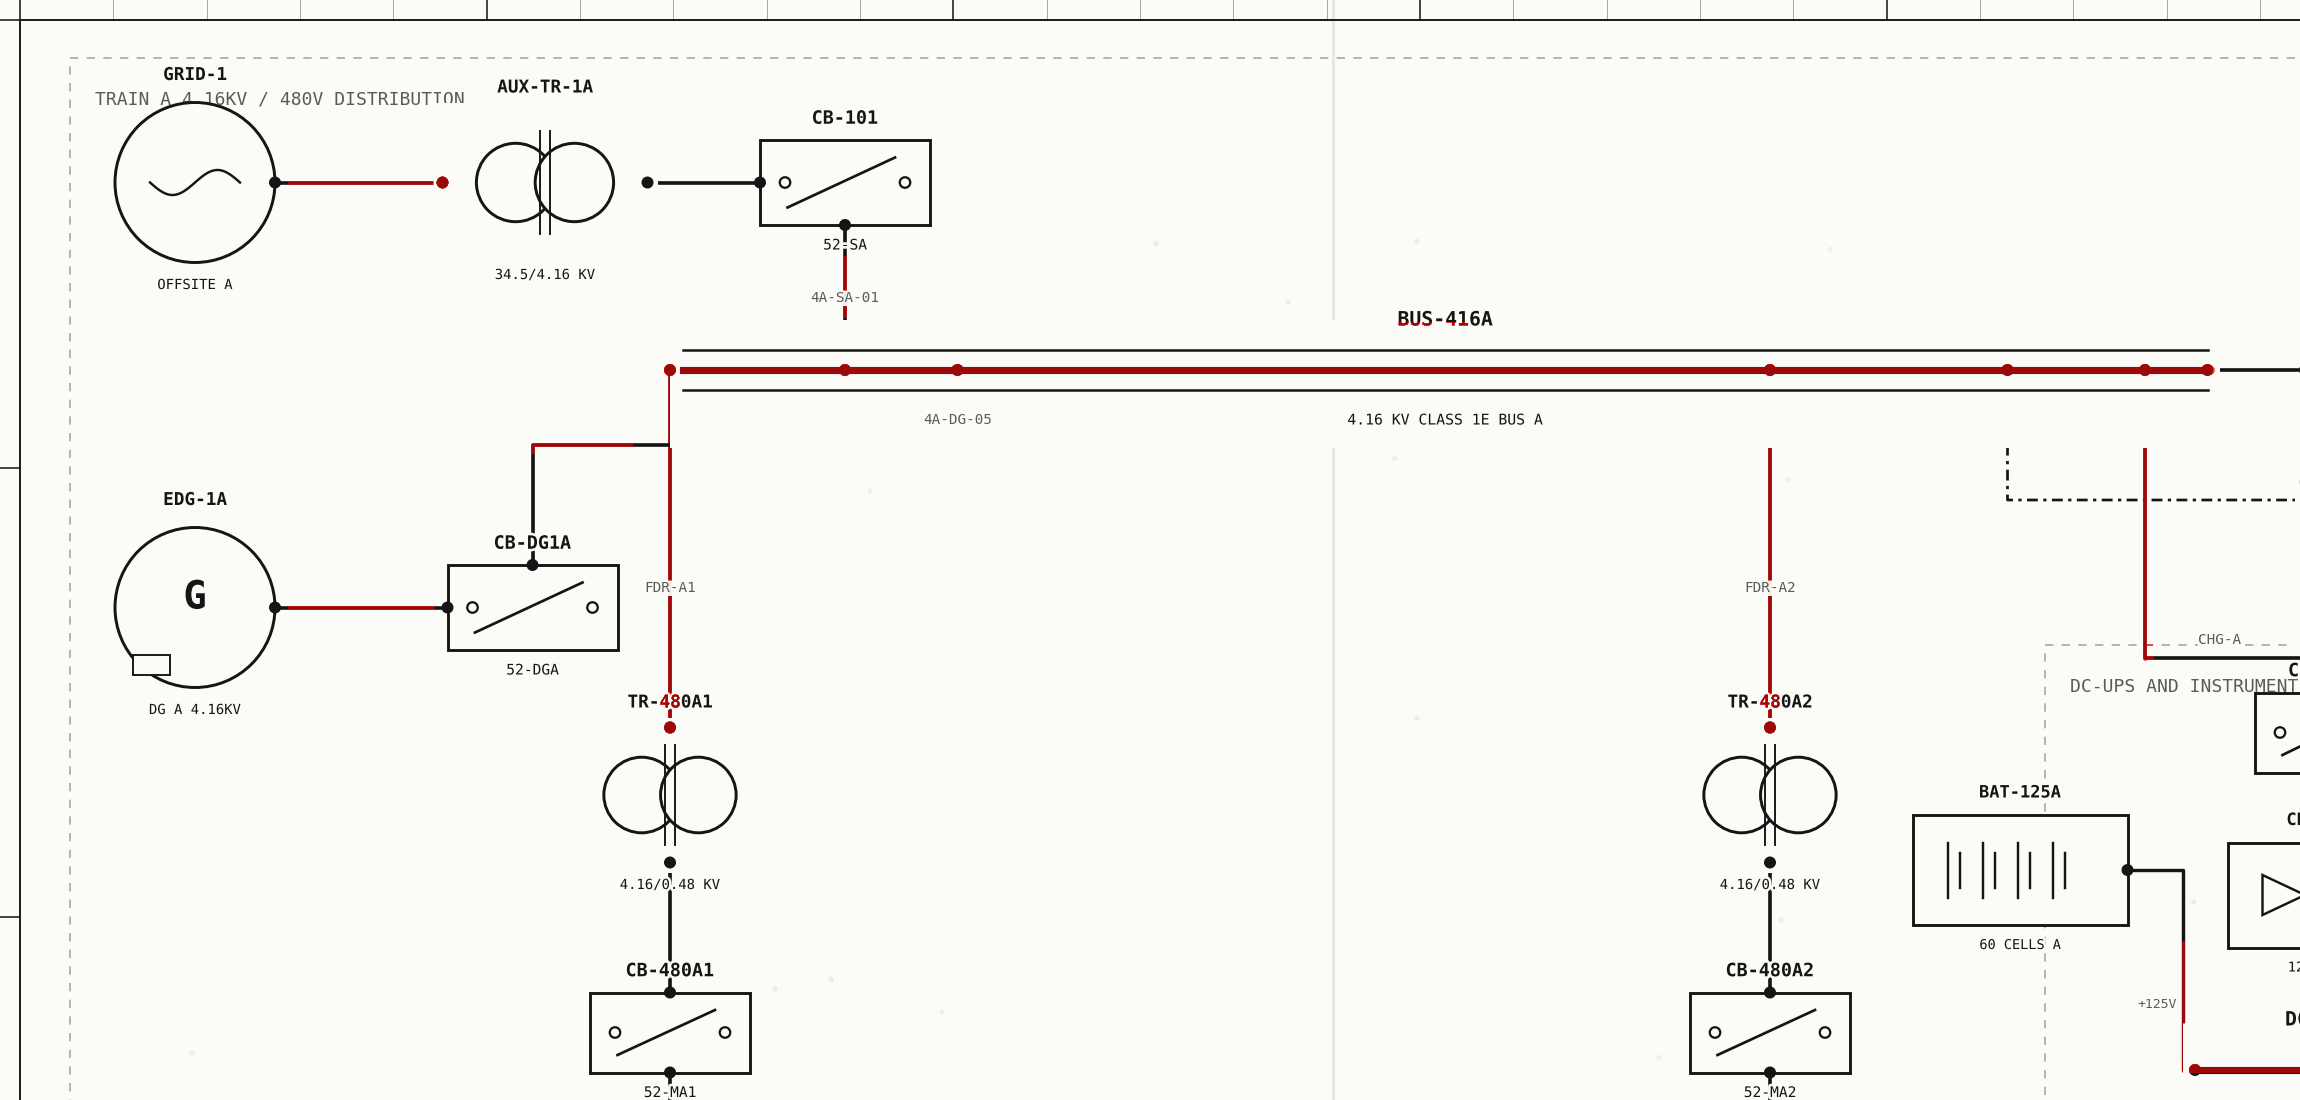 GRID-1
TRAIN A 4.16KV / 480V DISTRIBUTION
AUX-TR-1A
CB-101
52-SA
34.5/4.16 KV
OFFSITE A
4A-SA-01
BUS-416A
4A-DG-05
4.16 KV CLASS 1E BUS A
EDG-1A
CB-DG1A
G
FDR-A1
FDR-A2
52-DGA
CHG-A
DC-UPS AND INSTRUMENT
TR-480A1
TR-480A2
DG A 4.16KV
BAT-125A
4.16/0.48 KV
4.16/0.48 KV
60 CELLS A
CB-480A1
CB-480A2
+125V
52-MA1
52-MA2